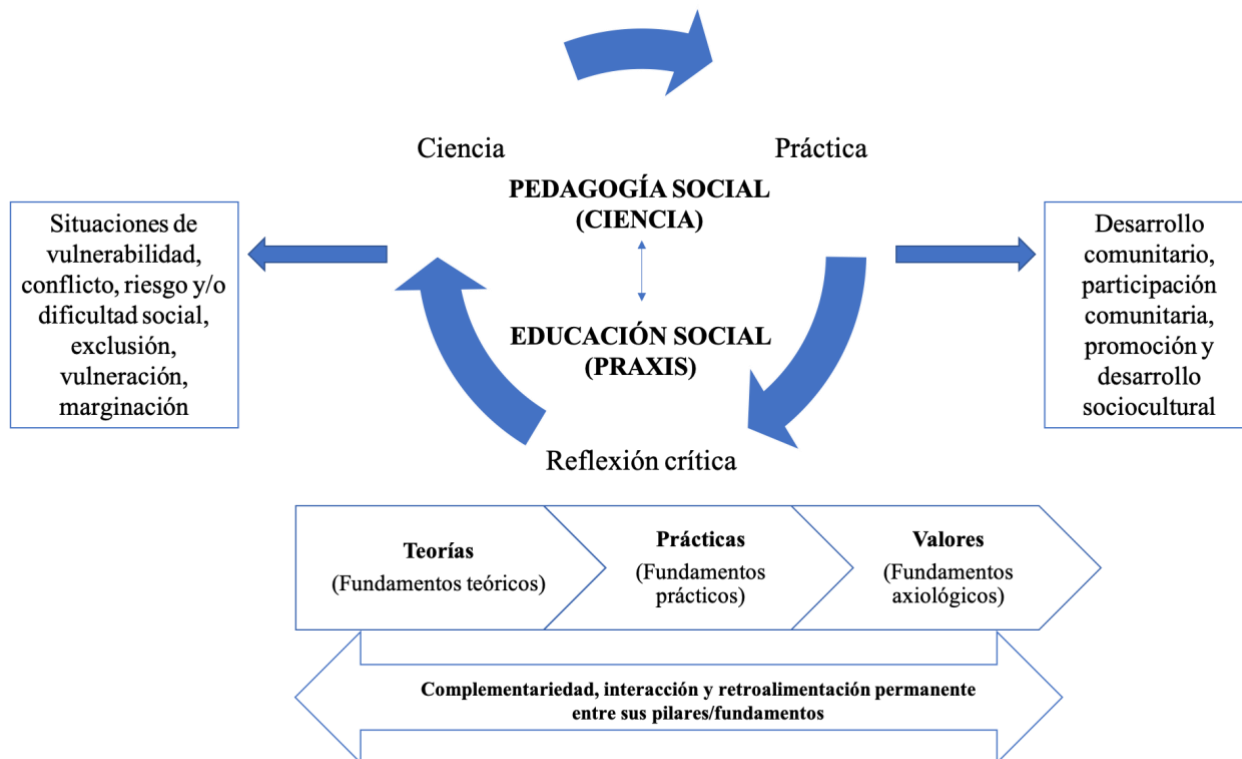 Ciencia
Práctica
PEDAGOGÍA SOCIAL
(CIENCIA)
Situaciones de
vulnerabilidad,
conflicto, riesgo y/o
dificultad social,
exclusión,
vulneración,
marginación
EDUCACIÓN SOCIAL
(PRAXIS)
Desarrollo
comunitario,
participación
comunitaria,
promoción y
desarrollo
sociocultural
Reflexión crítica
Teorías
(Fundamentos teóricos)
Prácticas
(Fundamentos
prácticos)
Valores
(Fundamentos
axiológicos)
Complementariedad, interacción y retroalimentación permanente
entre sus pilares/fundamentos